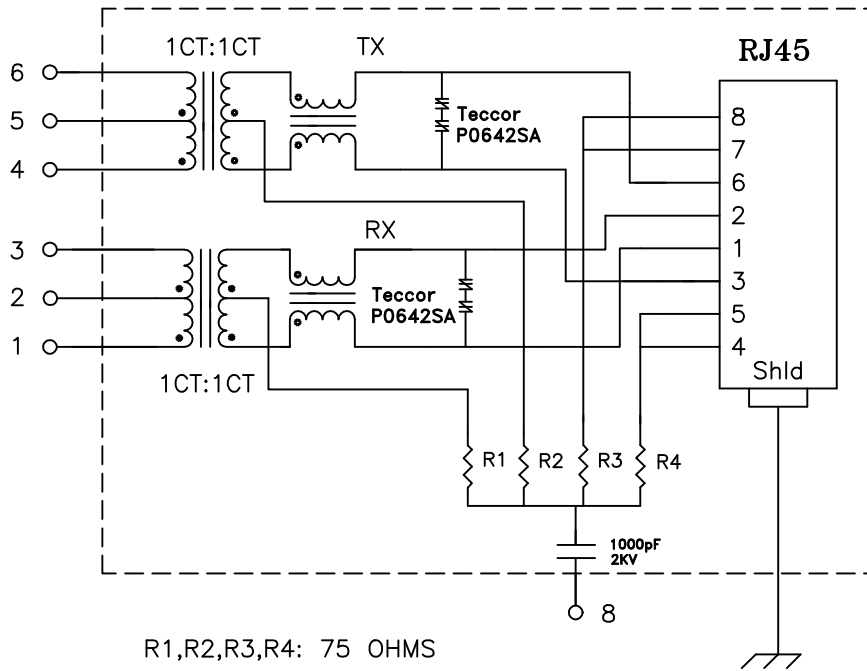 1CT:1CT
TX
RJ45
6
5
4
Teccor
P0642SA
8
7
6
2
1
3
5
4
Shld
3
2
1
RX
Teccor
P0642SA
1CT:1CT
R1
R2
R3
R4
1000pF
2KV
8
R1,R2,R3,R4: 75 OHMS